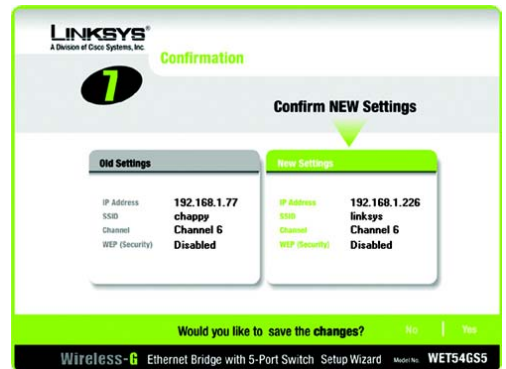 LINKSYS®
A Division of Cisco Systems, Inc.
Confirmation
7
Confirm NEW Settings
Old Settings
IP Address 192.168.1.77
SSID chappy
Channel Channel 6
WEP (Security) Disabled
New Settings
IP Address 192.168.1.226
SSID linksys
Channel Channel 6
WEP (Security) Disabled
Would you like to save the changes? No Yes
Wireless-G Ethernet Bridge with 5-Port Switch Setup Wizard Model No. WET54GS5